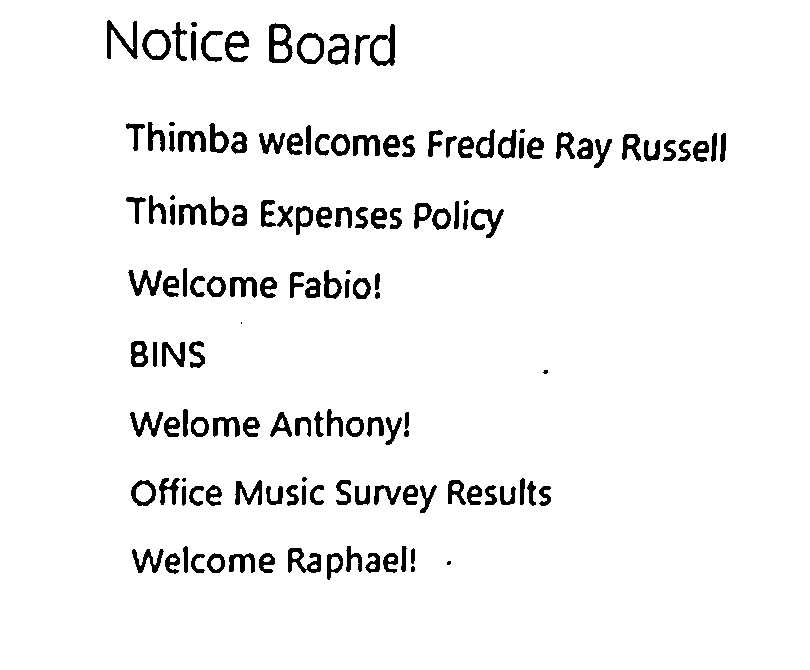 Notice Board
Thimba welcomes Freddie Ray Russell
Thimba Expenses Policy
Welcome Fabio!
BINS
Welome Anthony!
Office Music Survey Results
Welcome Raphael!